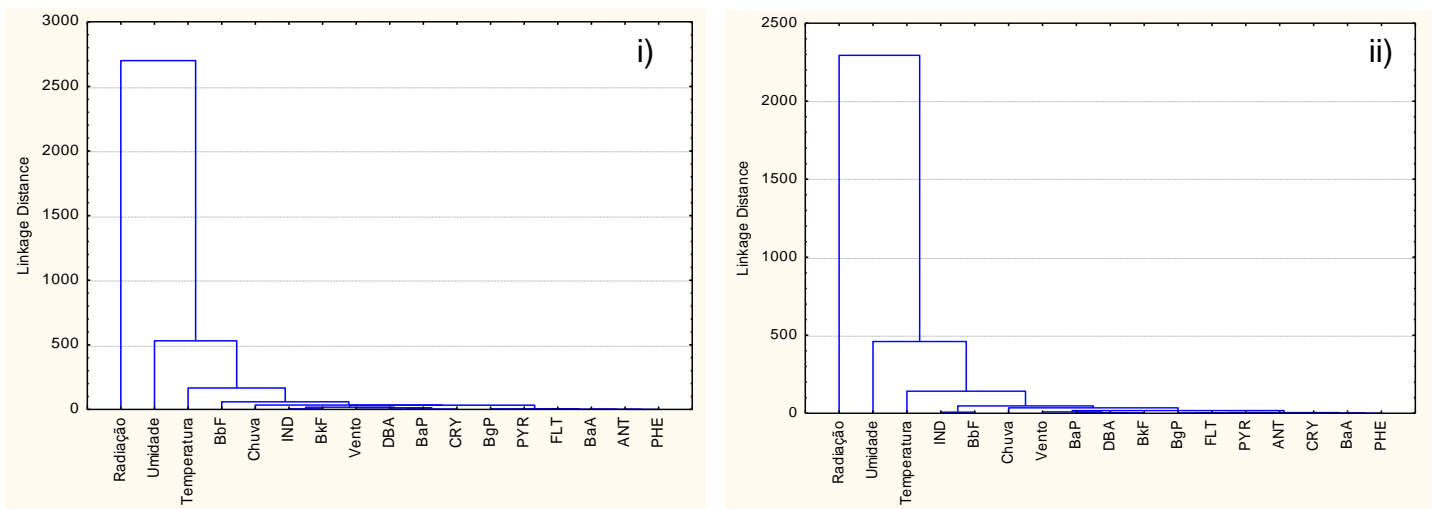 i)
3000
2500
2000
1500
1000
500
0
Linkage Distance
Radiação
Umidade
Temperatura
BbF
Chuva
IND
BkF
Vento
DBA
BaP
CRY
BgP
PYR
FLT
BaA
ANT
PHE
ii)
2500
2000
1500
1000
500
0
Linkage Distance
Radiação
Umidade
Temperatura
IND
BbF
Chuva
Vento
BaP
DBA
BkF
BgP
FLT
PYR
ANT
CRY
BaA
PHE